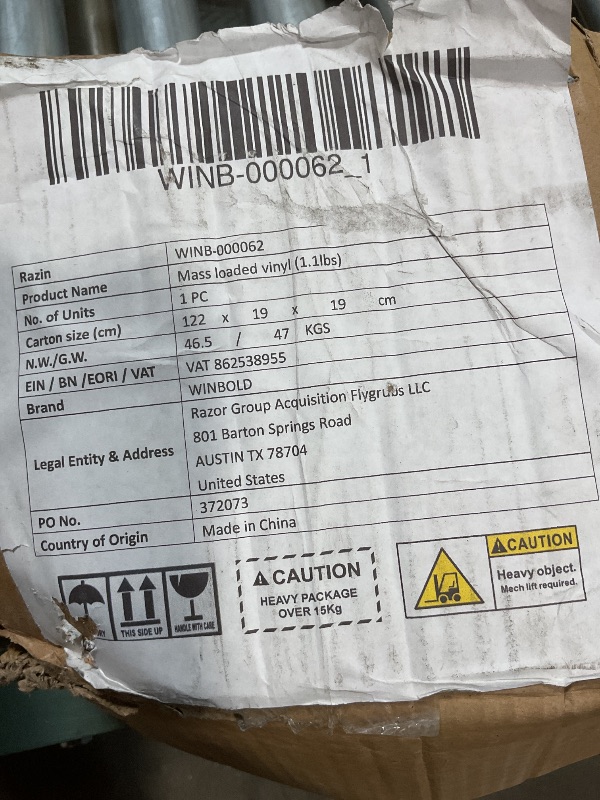 WINB-000062_1
Razin WINB-000062
Product Name Mass loaded vinyl (1.1lbs)
No. of Units 1 PC
Carton size (cm) 122 x 19 x 19 cm
N.W./G.W. 46.5 / 47 KGS
EIN / BN /EORI / VAT VAT 862538955
Brand WINBOLD
Legal Entity & Address Razor Group Acquisition Flygrubs LLC
801 Barton Springs Road
AUSTIN TX 78704
United States
PO No. 372073
Country of Origin Made in China
THIS SIDE UP
HANDLE WITH CARE
CAUTION
HEAVY PACKAGE
OVER 15Kg
CAUTION
Heavy object.
Mech lift required.